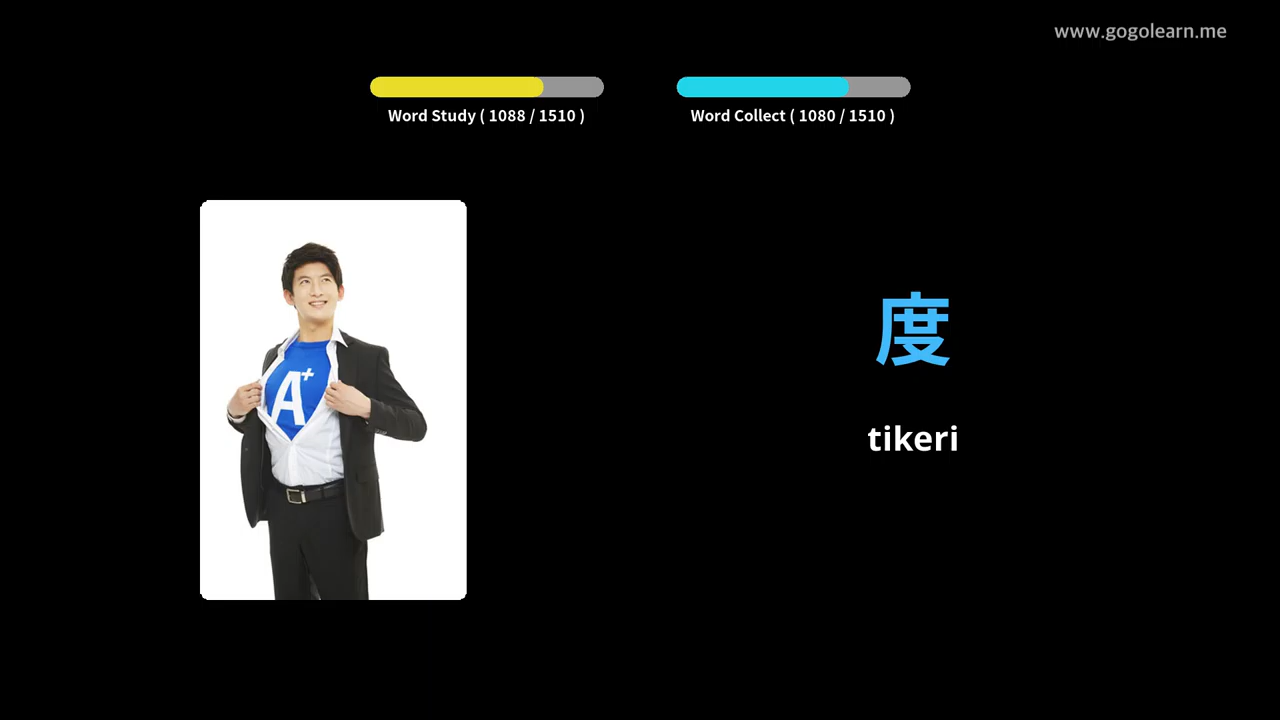 www.gogolearn.me
Word Study ( 1088 / 1510 )
Word Collect ( 1080 / 1510 )
A+
度
tikeri